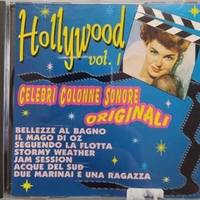 Hollywood
vol. 1
CELEBRI COLONNE SONORE
ORIGINALI
BELLEZZE AL BAGNO
IL MAGO DI OZ
SEGUENDO LA FLOTTA
STORMY WEATHER
JAM SESSION
ACQUE DEL SUD
DUE MARINAI E UNA RAGAZZA